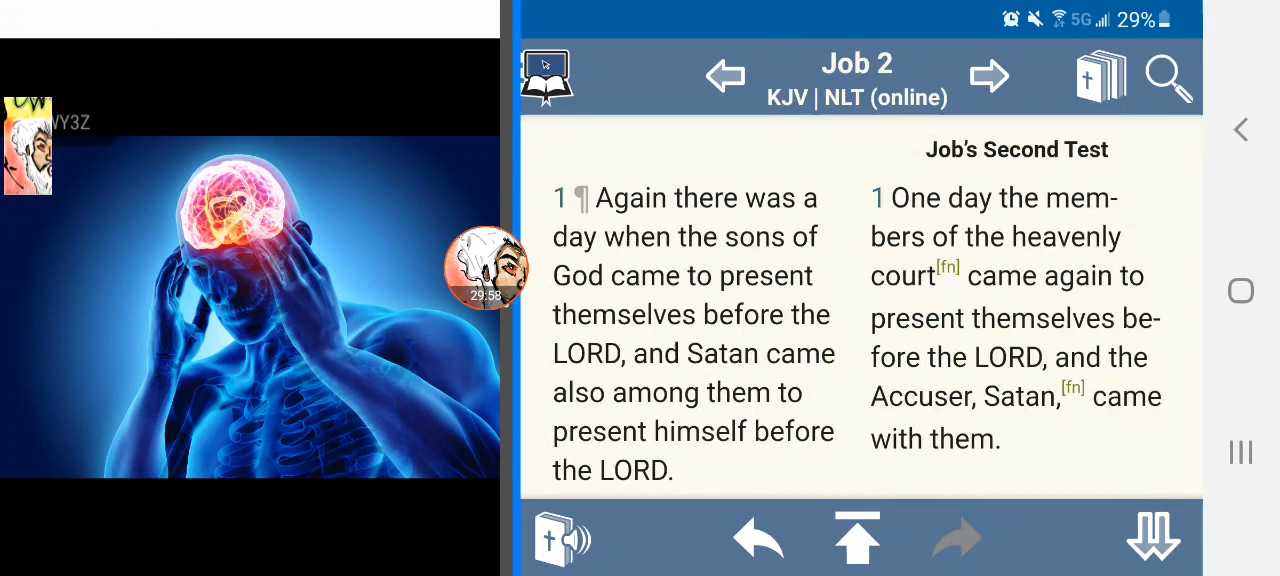 5G 29%
Job 2
KJV | NLT (online)
WY3Z
29:58
1 ¶ Again there was a
day when the sons of
God came to present
themselves before the
LORD, and Satan came
also among them to
present himself before
the LORD.
Job’s Second Test
1 One day the mem-
bers of the heavenly
court[fn] came again to
present themselves be-
fore the LORD, and the
Accuser, Satan,[fn] came
with them.